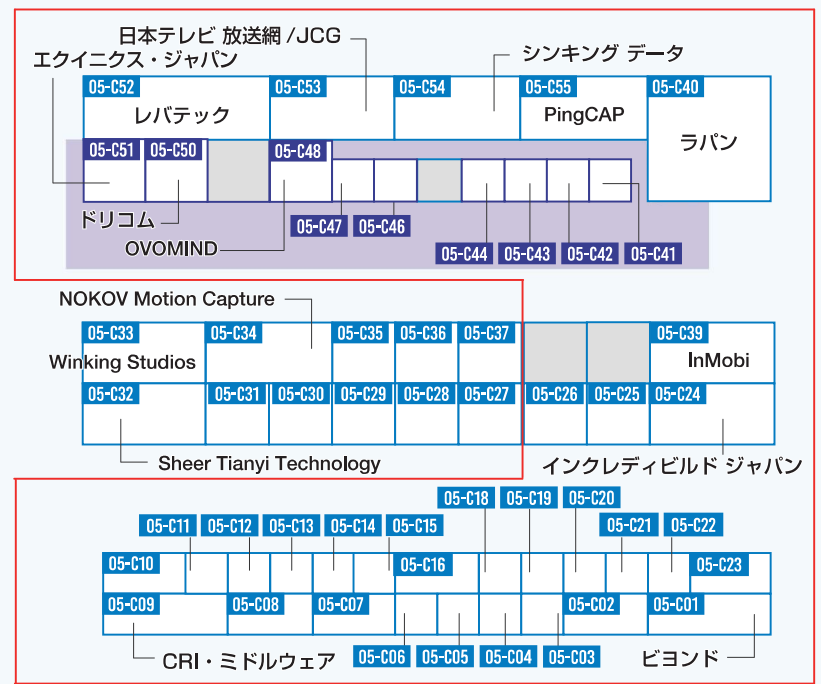 日本テレビ 放送網 /JCG
エクイニクス・ジャパン
シンキング データ
05-C52
05-C53
05-C54
05-C55
05-C40
レバテック
PingCAP
ラパン
05-C51
05-C50
05-C48
ドリコム
05-C47
05-C46
OVOMIND
05-C44
05-C43
05-C42
05-C41
NOKOV Motion Capture
05-C33
05-C34
05-C35
05-C36
05-C37
05-C39
Winking Studios
InMobi
05-C32
05-C31
05-C30
05-C29
05-C28
05-C27
05-C26
05-C25
05-C24
Sheer Tianyi Technology
インクレディビルド ジャパン
05-C18
05-C19
05-C20
05-C11
05-C12
05-C13
05-C14
05-C15
05-C21
05-C22
05-C10
05-C16
05-C23
05-C09
05-C08
05-C07
05-C02
05-C01
CRI・ミドルウェア
05-C06
05-C05
05-C04
05-C03
ビヨンド